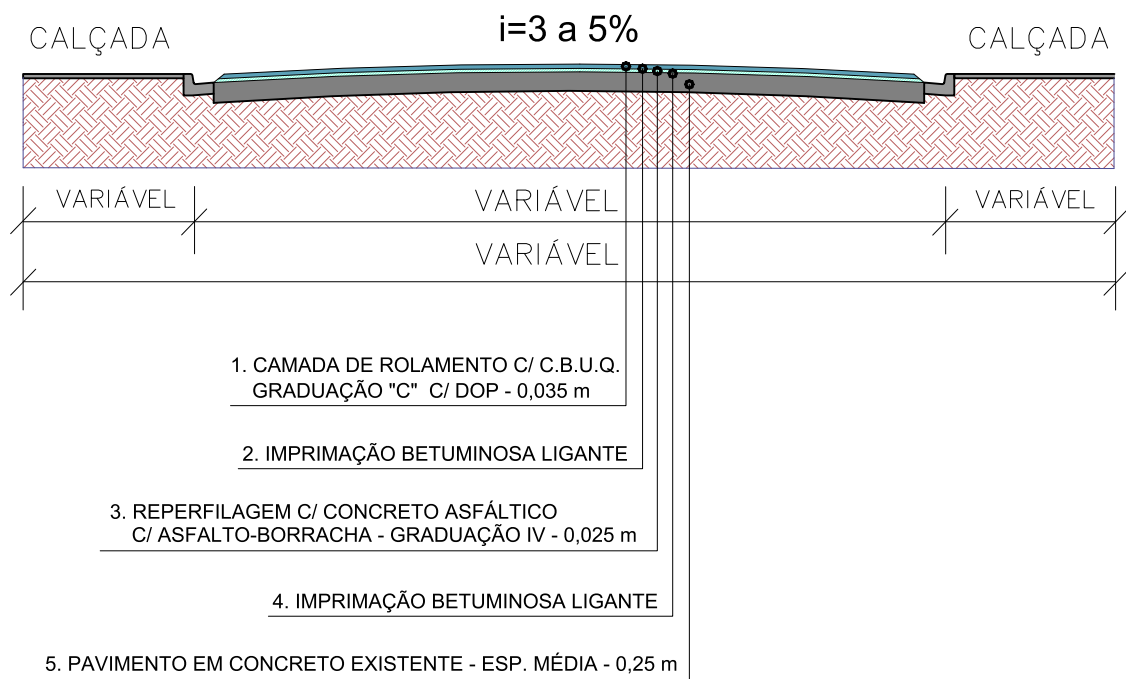 i=3 a 5%
CALÇADA
CALÇADA
VARIÁVEL
VARIÁVEL
VARIÁVEL
VARIÁVEL
1. CAMADA DE ROLAMENTO C/ C.B.U.Q.
GRADUAÇÃO "C" C/ DOP - 0,035 m
2. IMPRIMAÇÃO BETUMINOSA LIGANTE
3. REPERFILAGEM C/ CONCRETO ASFÁLTICO
C/ ASFALTO-BORRACHA - GRADUAÇÃO IV - 0,025 m
4. IMPRIMAÇÃO BETUMINOSA LIGANTE
5. PAVIMENTO EM CONCRETO EXISTENTE - ESP. MÉDIA - 0,25 m